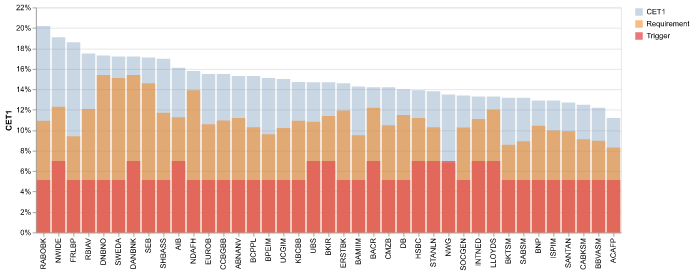 22%
20%
18%
16%
14%
12%
10%
8%
6%
4%
2%
0%
CET1
CET1
Requirement
Trigger
RABOBK
NWIDE
FRLBP
RBIAV
DNBNO
SWEDA
DANBNK
SEB
SHBASS
AIB
NDAFH
EUROB
CCBGBB
ABNANV
BCPPL
BPEIM
UCGIM
KBCBB
UBS
BKIR
ERSTBK
BAMIIM
BACR
CMZB
DB
HSBC
STANLN
NWG
SOCGEN
INTNED
LLOYDS
BKTSM
SABSM
BNP
ISPIM
SANTAN
CABKSM
BBVASM
ACAFP